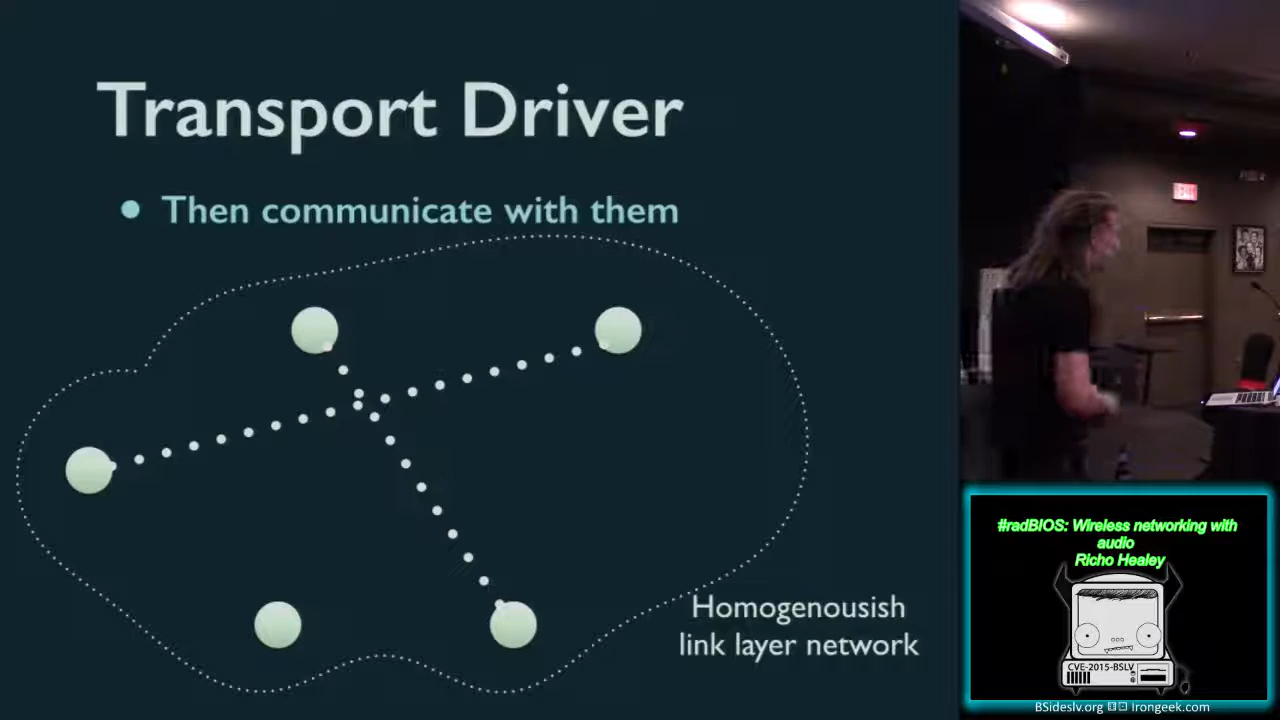 Transport Driver
Then communicate with them
Homogenousish
link layer network
EXIT
#radBIOS: Wireless networking with
audio
Richo Healey
CVE-2015-BSLV
BSideslv.org
irongeek.com